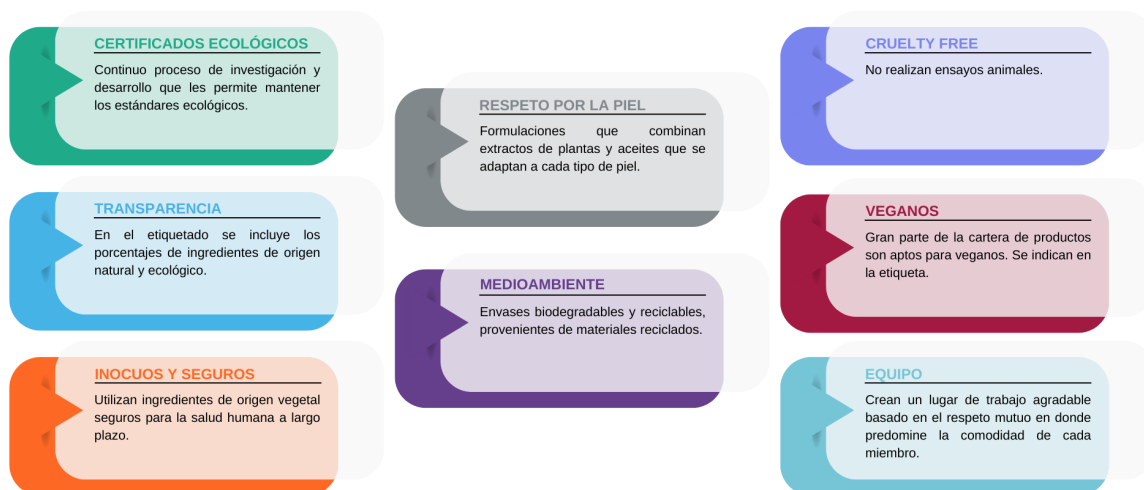 CERTIFICADOS ECOLÓGICOS
Continuo proceso de investigación y
desarrollo que les permite mantener
los estándares ecológicos.
TRANSPARENCIA
En el etiquetado se incluye los
porcentajes de ingredientes de origen
natural y ecológico.
INOCUOS Y SEGUROS
Utilizan ingredientes de origen vegetal
seguros para la salud humana a largo
plazo.
RESPETO POR LA PIEL
Formulaciones que combinan
extractos de plantas y aceites que se
adaptan a cada tipo de piel.
MEDIOAMBIENTE
Envases biodegradables y reciclables,
provenientes de materiales reciclados.
CRUELTY FREE
No realizan ensayos animales.
VEGANOS
Gran parte de la cartera de productos
son aptos para veganos. Se indican en
la etiqueta.
EQUIPO
Crean un lugar de trabajo agradable
basado en el respeto mutuo en donde
predomine la comodidad de cada
miembro.